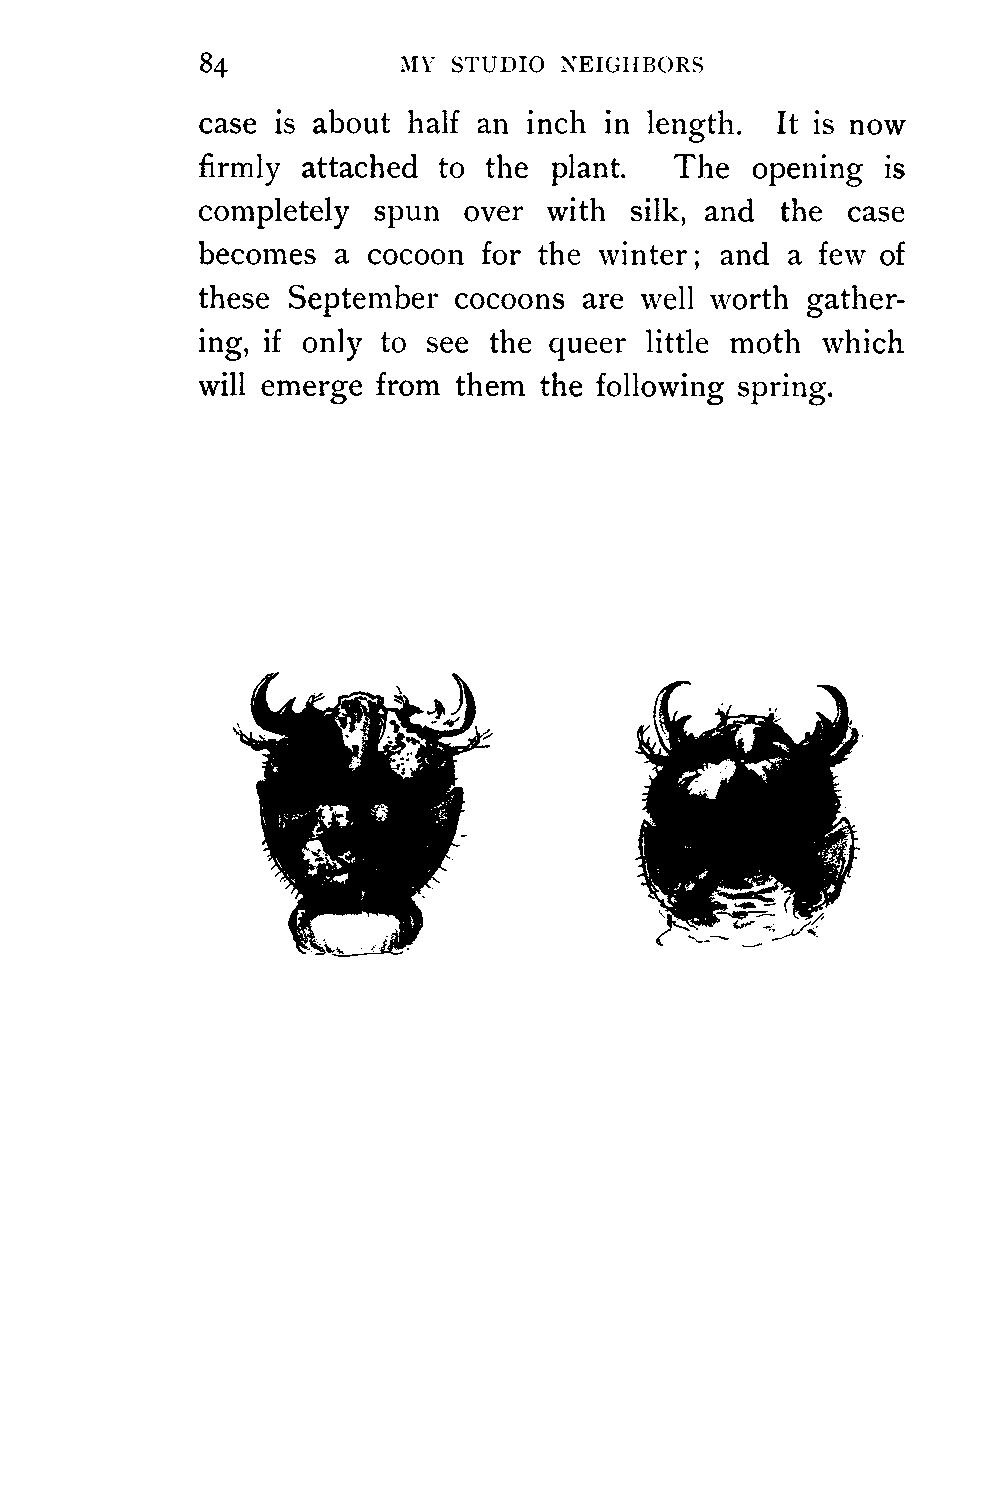 84 MY STUDIO NEIGHBORS
case is about half an inch in length. It is now
firmly attached to the plant. The opening is
completely spun over with silk, and the case
becomes a cocoon for the winter; and a few of
these September cocoons are well worth gather-
ing, if only to see the queer little moth which
will emerge from them the following spring.